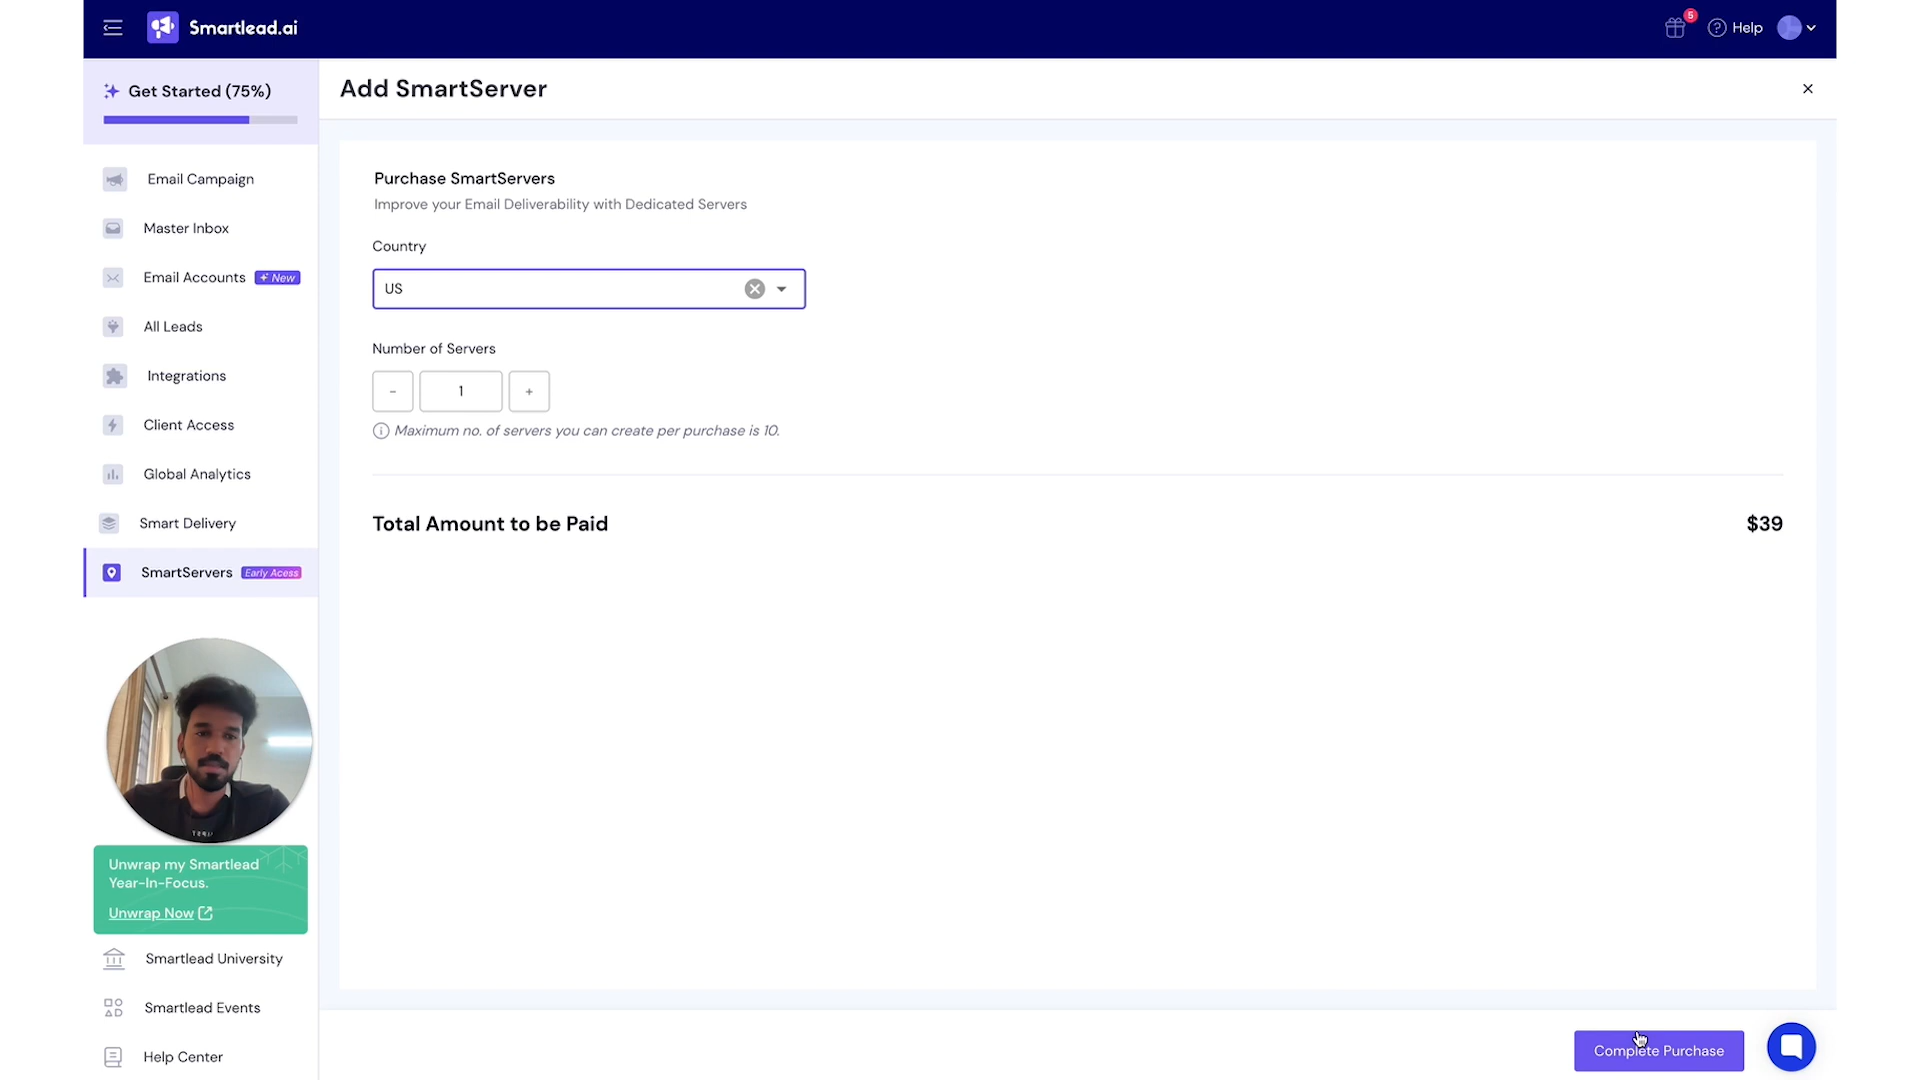 Smartlead.ai
5
Help
Get Started (75%)
Add SmartServer
Email Campaign
Master Inbox
Email Accounts New
All Leads
Integrations
Client Access
Global Analytics
Smart Delivery
SmartServers Early Acess
Unwrap my Smartlead
Year-In-Focus.
Unwrap Now
Smartlead University
Smartlead Events
Help Center
Purchase SmartServers
Improve your Email Deliverability with Dedicated Servers
Country
US
Number of Servers
- 1 +
Maximum no. of servers you can create per purchase is 10.
Total Amount to be Paid $39
Complete Purchase